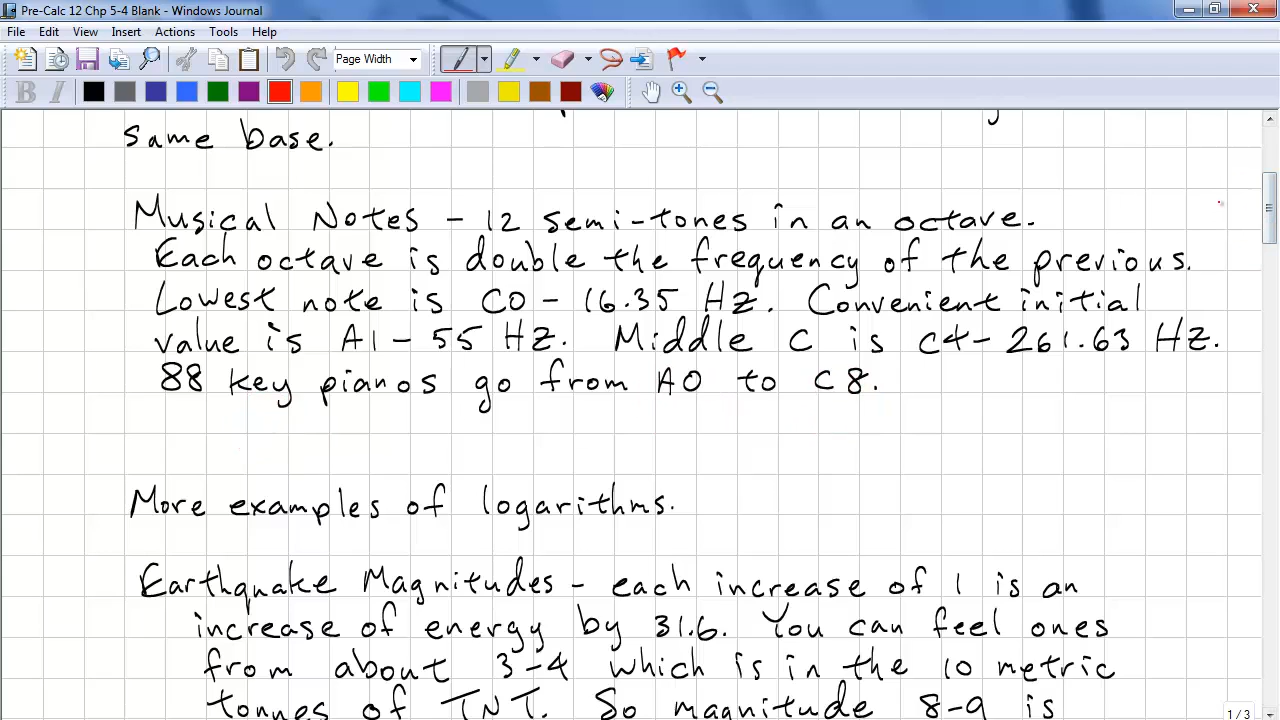 Pre-Calc 12 Chp 5-4 Blank - Windows Journal
File Edit View Insert Actions Tools Help
Page Width
B I
same base.
Musical Notes - 12 semi-tones in an octave.
Each octave is double the frequency of the previous.
Lowest note is C0 - 16.35 Hz. Convenient initial
value is A1 - 55 Hz. Middle C is C4 - 261.63 Hz.
88 key pianos go from A0 to C8.
More examples of logarithms.
Earthquake Magnitudes - each increase of 1 is an
increase of energy by 31.6. You can feel ones
from about 3-4 which is in the 10 metric
tonnes of TNT. So magnitude 8-9 is
1/3